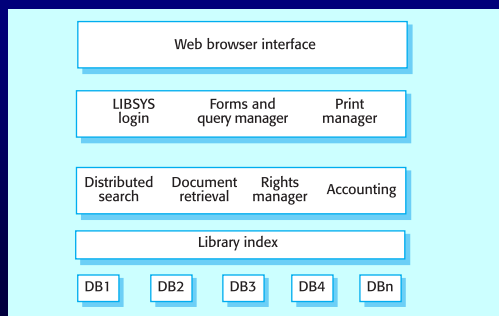 Web browser interface
LIBSYS login
Forms and query manager
Print manager
Distributed search
Document retrieval
Rights manager
Accounting
Library index
DB1 DB2 DB3 DB4 DBn